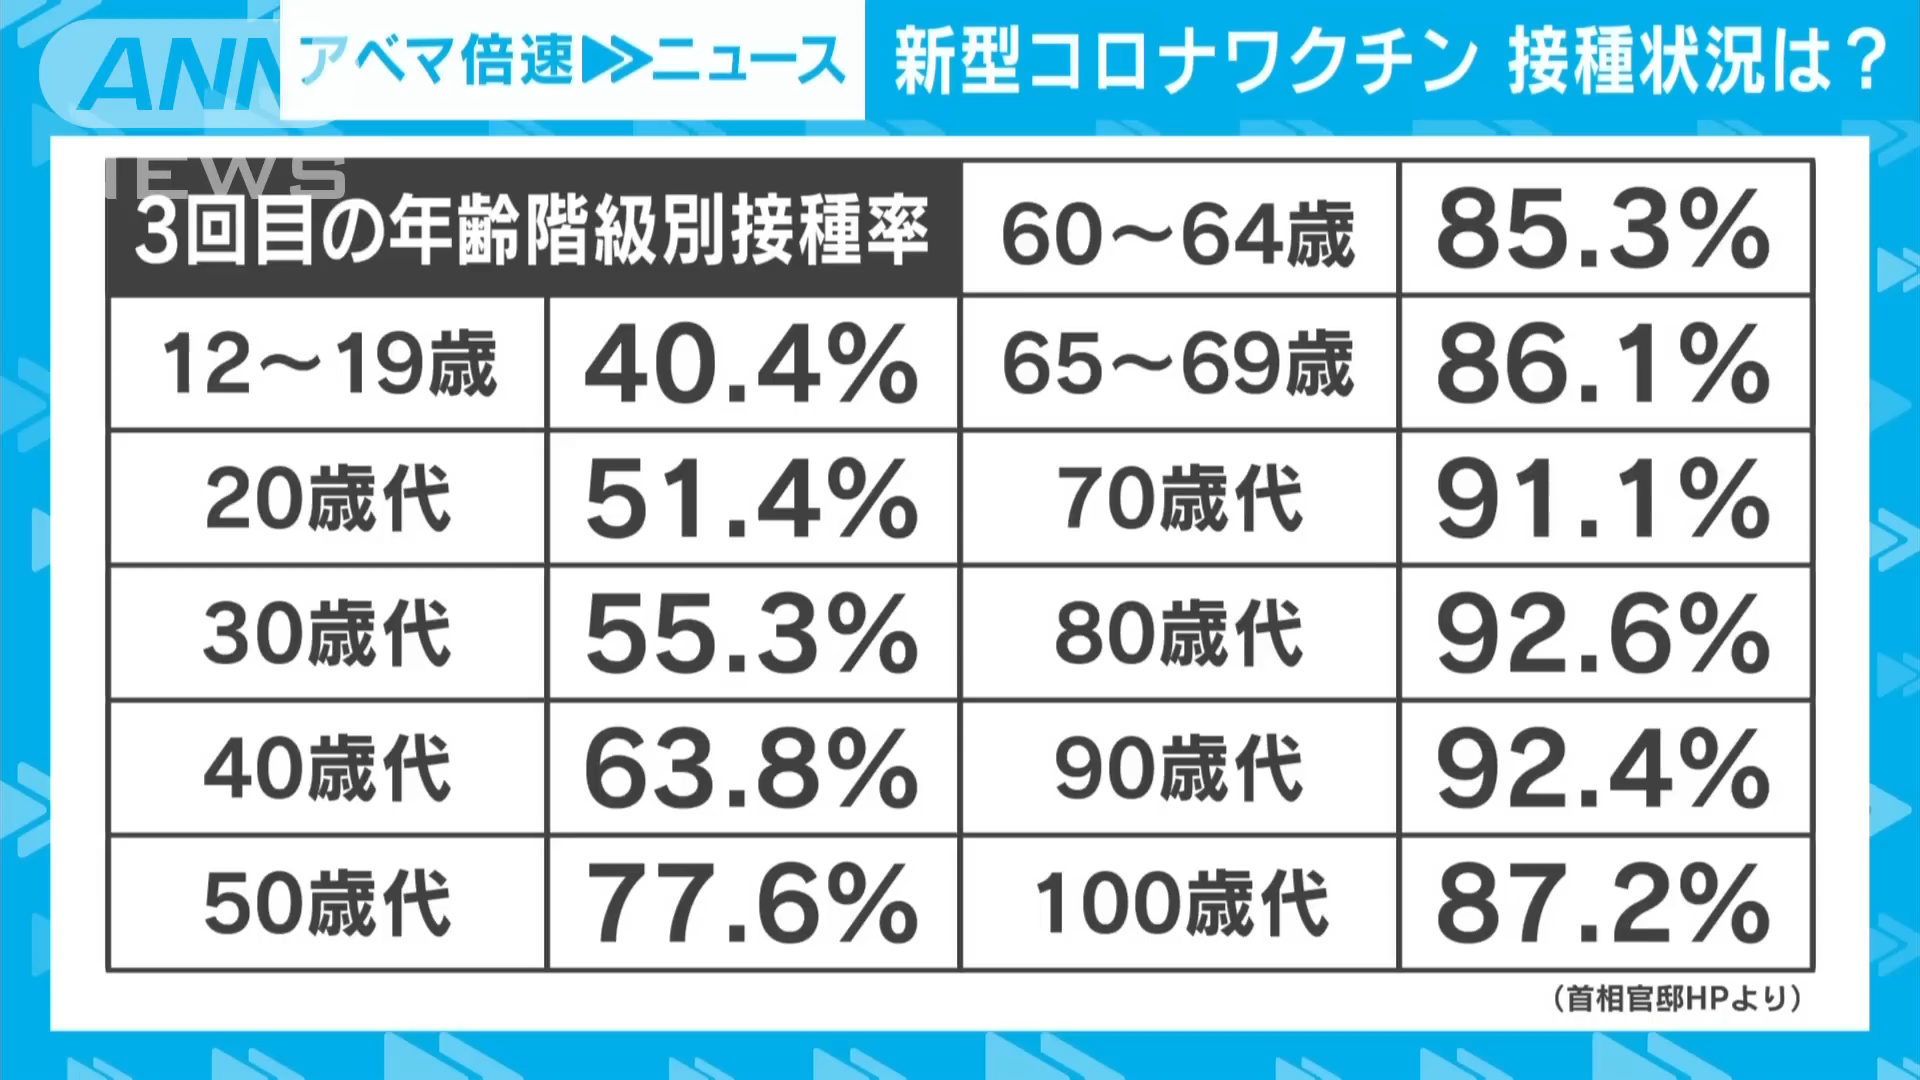 ANN
NEWS
アベマ倍速ニュース
新型コロナワクチン 接種状況は？
3回目の年齢階級別接種率
12～19歳 40.4%
20歳代 51.4%
30歳代 55.3%
40歳代 63.8%
50歳代 77.6%
60～64歳 85.3%
65～69歳 86.1%
70歳代 91.1%
80歳代 92.6%
90歳代 92.4%
100歳代 87.2%
（首相官邸HPより）